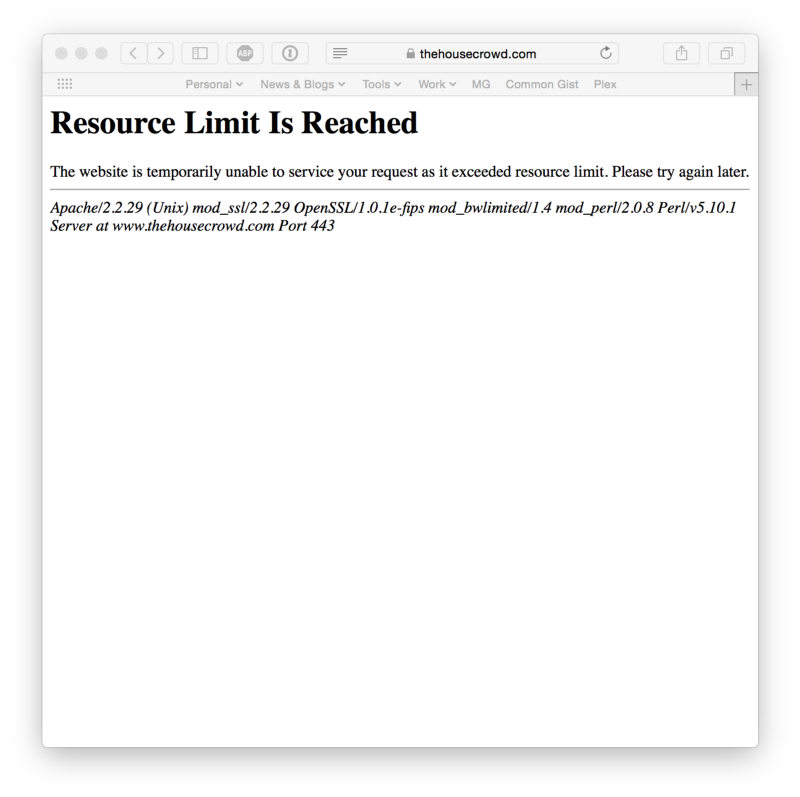 ABP
thehousecrowd.com
Personal News & Blogs Tools Work MG Common Gist Plex
Resource Limit Is Reached
The website is temporarily unable to service your request as it exceeded resource limit. Please try again later.
Apache/2.2.29 (Unix) mod_ssl/2.2.29 OpenSSL/1.0.1e-fips mod_bwlimited/1.4 mod_perl/2.0.8 Perl/v5.10.1
Server at www.thehousecrowd.com Port 443